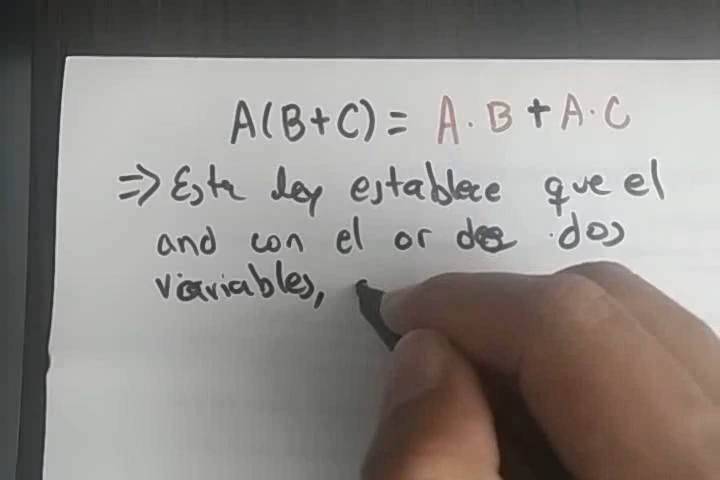 A(B+C) = A·B + A·C
⇒ Esta ley establece que el
and con el or de dos
variables,